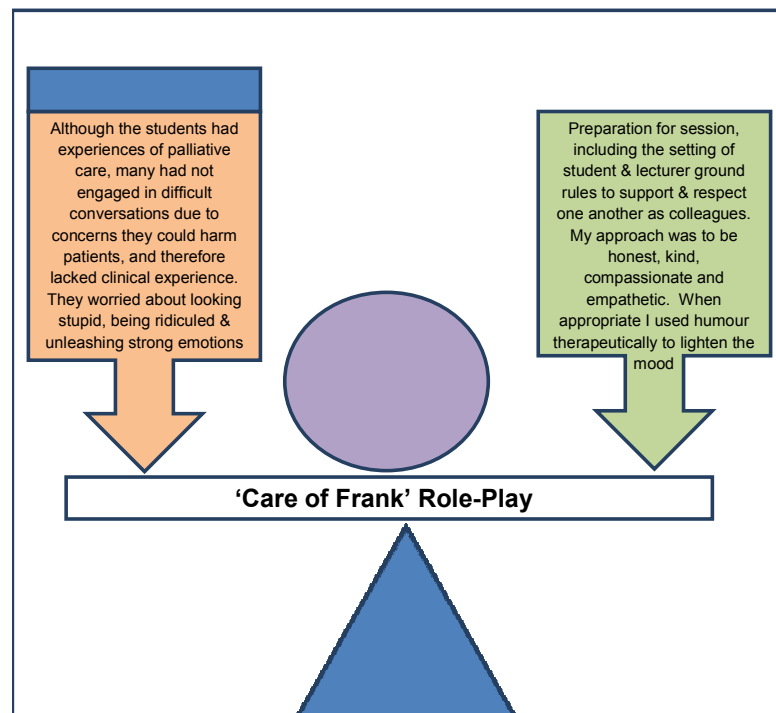 Although the students had
experiences of palliative
care, many had not
engaged in difficult
conversations due to
concerns they could harm
patients, and therefore
lacked clinical experience.
They worried about looking
stupid, being ridiculed &
unleashing strong emotions
Preparation for session,
including the setting of
student & lecturer ground
rules to support & respect
one another as colleagues.
My approach was to be
honest, kind,
compassionate and
empathetic.  When
appropriate I used humour
therapeutically to lighten the
mood
‘Care of Frank’ Role-Play